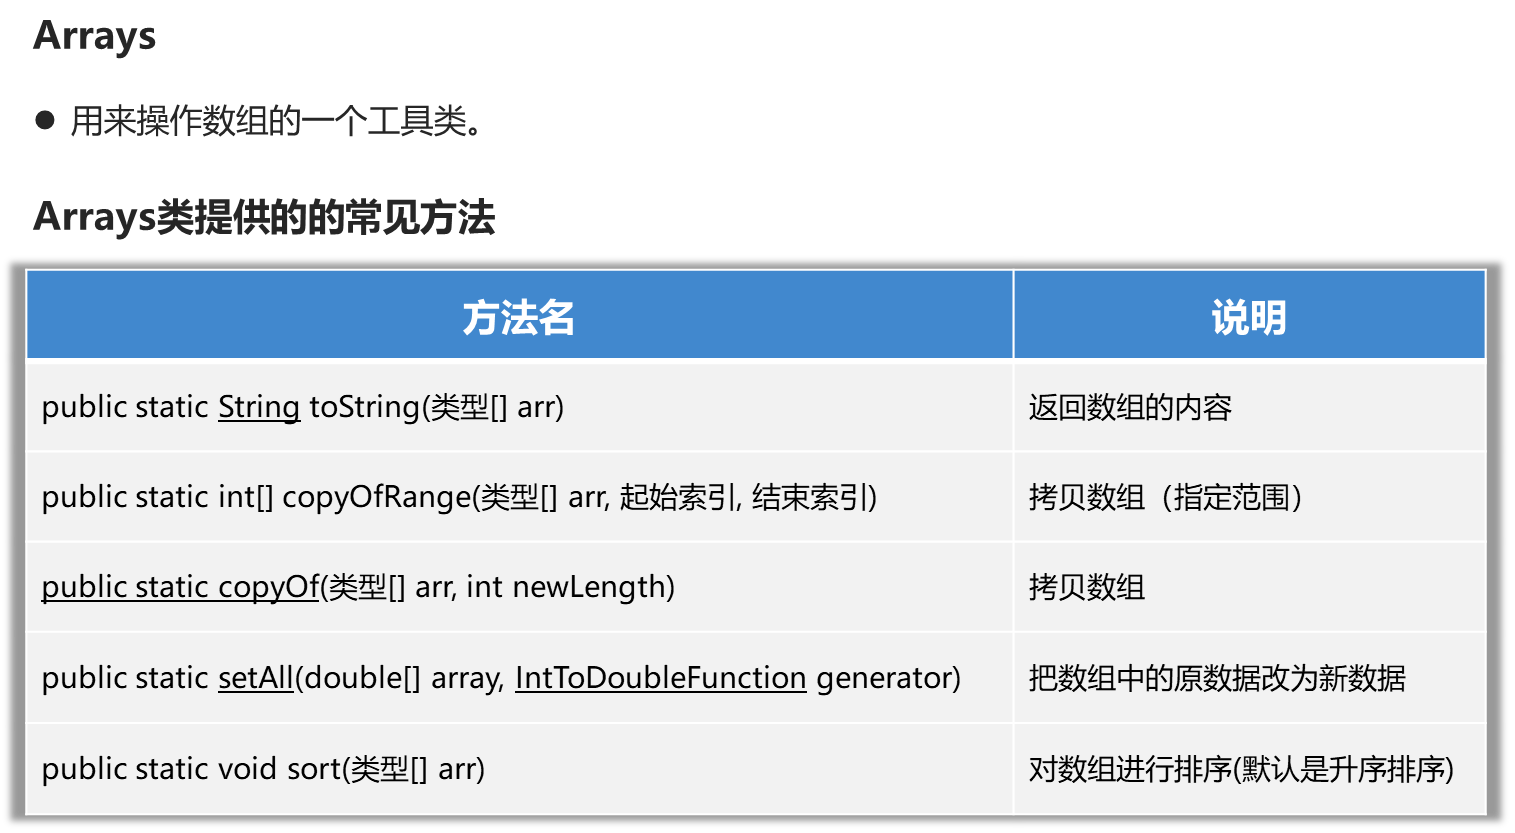 Arrays
● 用来操作数组的一个工具类。
Arrays类提供的的常见方法
方法名 说明
public static String toString(类型[] arr) 返回数组的内容
public static int[] copyOfRange(类型[] arr, 起始索引, 结束索引) 拷贝数组（指定范围）
public static copyOf(类型[] arr, int newLength) 拷贝数组
public static setAll(double[] array, IntToDoubleFunction generator) 把数组中的原数据改为新数据
public static void sort(类型[] arr) 对数组进行排序(默认是升序排序)